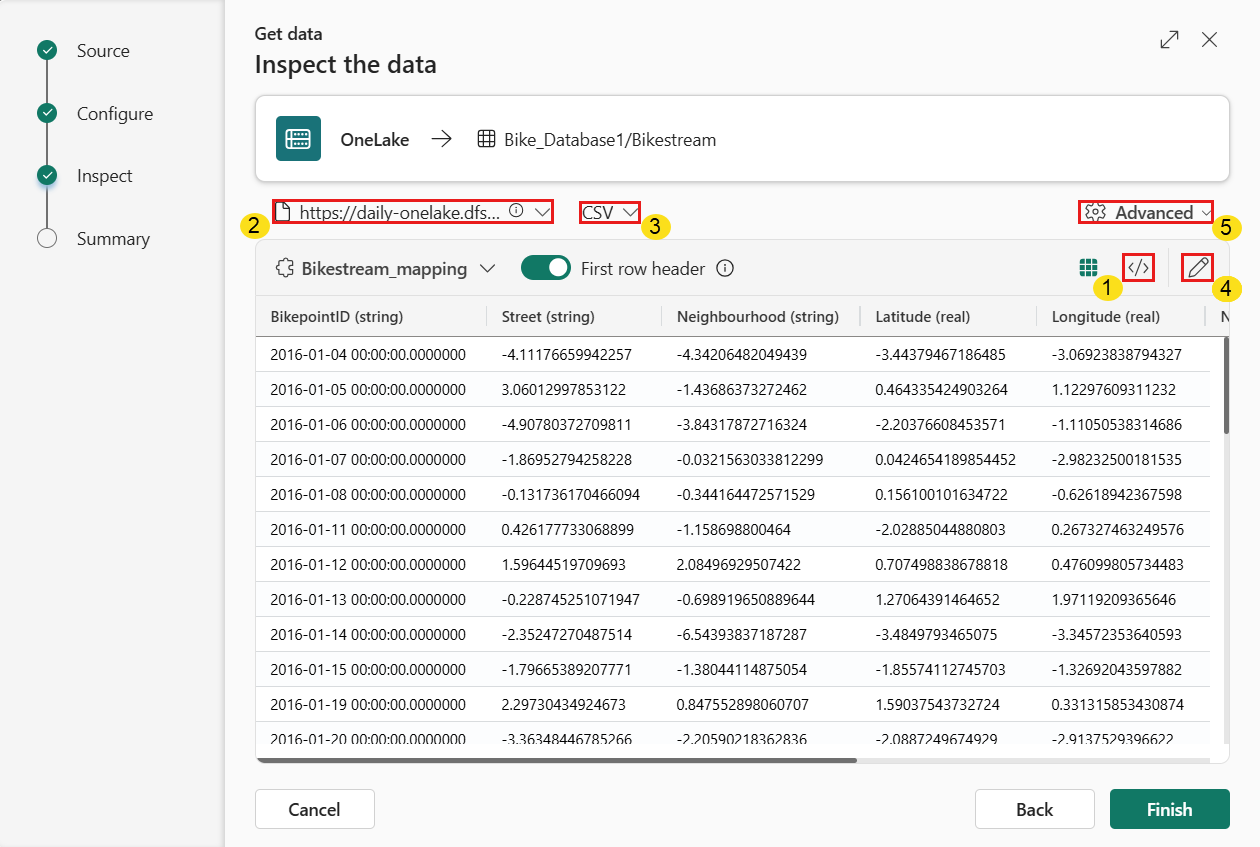 Source
Configure
Inspect
Summary
Get data
Inspect the data
OneLake → Bike_Database1/Bikestream
2 https://daily-onelake.dfs... CSV 3 Advanced 5
Bikestream_mapping First row header 1 </> 4
BikepointID (string) Street (string) Neighbourhood (string) Latitude (real) Longitude (real) N
2016-01-04 00:00:00.0000000 -4.11176659942257 -4.34206482049439 -3.44379467186485 -3.06923838794327
2016-01-05 00:00:00.0000000 3.06012997853122 -1.43686373272462 0.464335424903264 1.12297609311232
2016-01-06 00:00:00.0000000 -4.90780372709811 -3.84317872716324 -2.20376608453571 -1.11050538314686
2016-01-07 00:00:00.0000000 -1.86952794258228 -0.0321563033812299 0.0424654189854452 -2.98232500181535
2016-01-08 00:00:00.0000000 -0.131736170466094 -0.344164472571529 0.156100101634722 -0.62618942367598
2016-01-11 00:00:00.0000000 0.426177733068899 -1.158698800464 -2.02885044880803 0.267327463249576
2016-01-12 00:00:00.0000000 1.59644519709693 2.08496929507422 0.707498838678818 0.476099805734483
2016-01-13 00:00:00.0000000 -0.228745251071947 -0.698919650889644 1.27064391464652 1.97119209365646
2016-01-14 00:00:00.0000000 -2.35247270487514 -6.54393837187287 -3.4849793465075 -3.34572353640593
2016-01-15 00:00:00.0000000 -1.79665389207771 -1.38044114875054 -1.85574112745703 -1.32692043597882
2016-01-19 00:00:00.0000000 2.29730434924673 0.847552898060707 1.59037543732724 0.331315853430874
2016-01-20 00:00:00.0000000 -3.36348446785266 -2.20590218362836 -2.0887249674929 -2.9137529396622
Cancel Back Finish